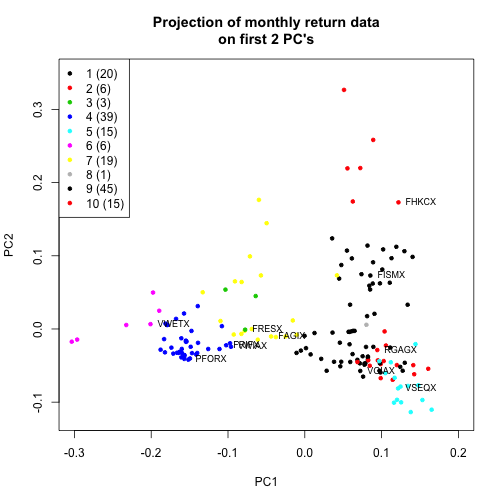 Projection of monthly return data
on first 2 PC's
1 (20)
2 (6)
3 (3)
4 (39)
5 (15)
6 (6)
7 (19)
8 (1)
9 (45)
10 (15)
FHKCX
FISMX
VWETX
FRESX
FAGIX
PFORX
FGAGX
VSEQX
PC2
0.3
0.2
0.1
0.0
-0.1
-0.3
-0.2
-0.1
0.0
0.1
0.2
PC1